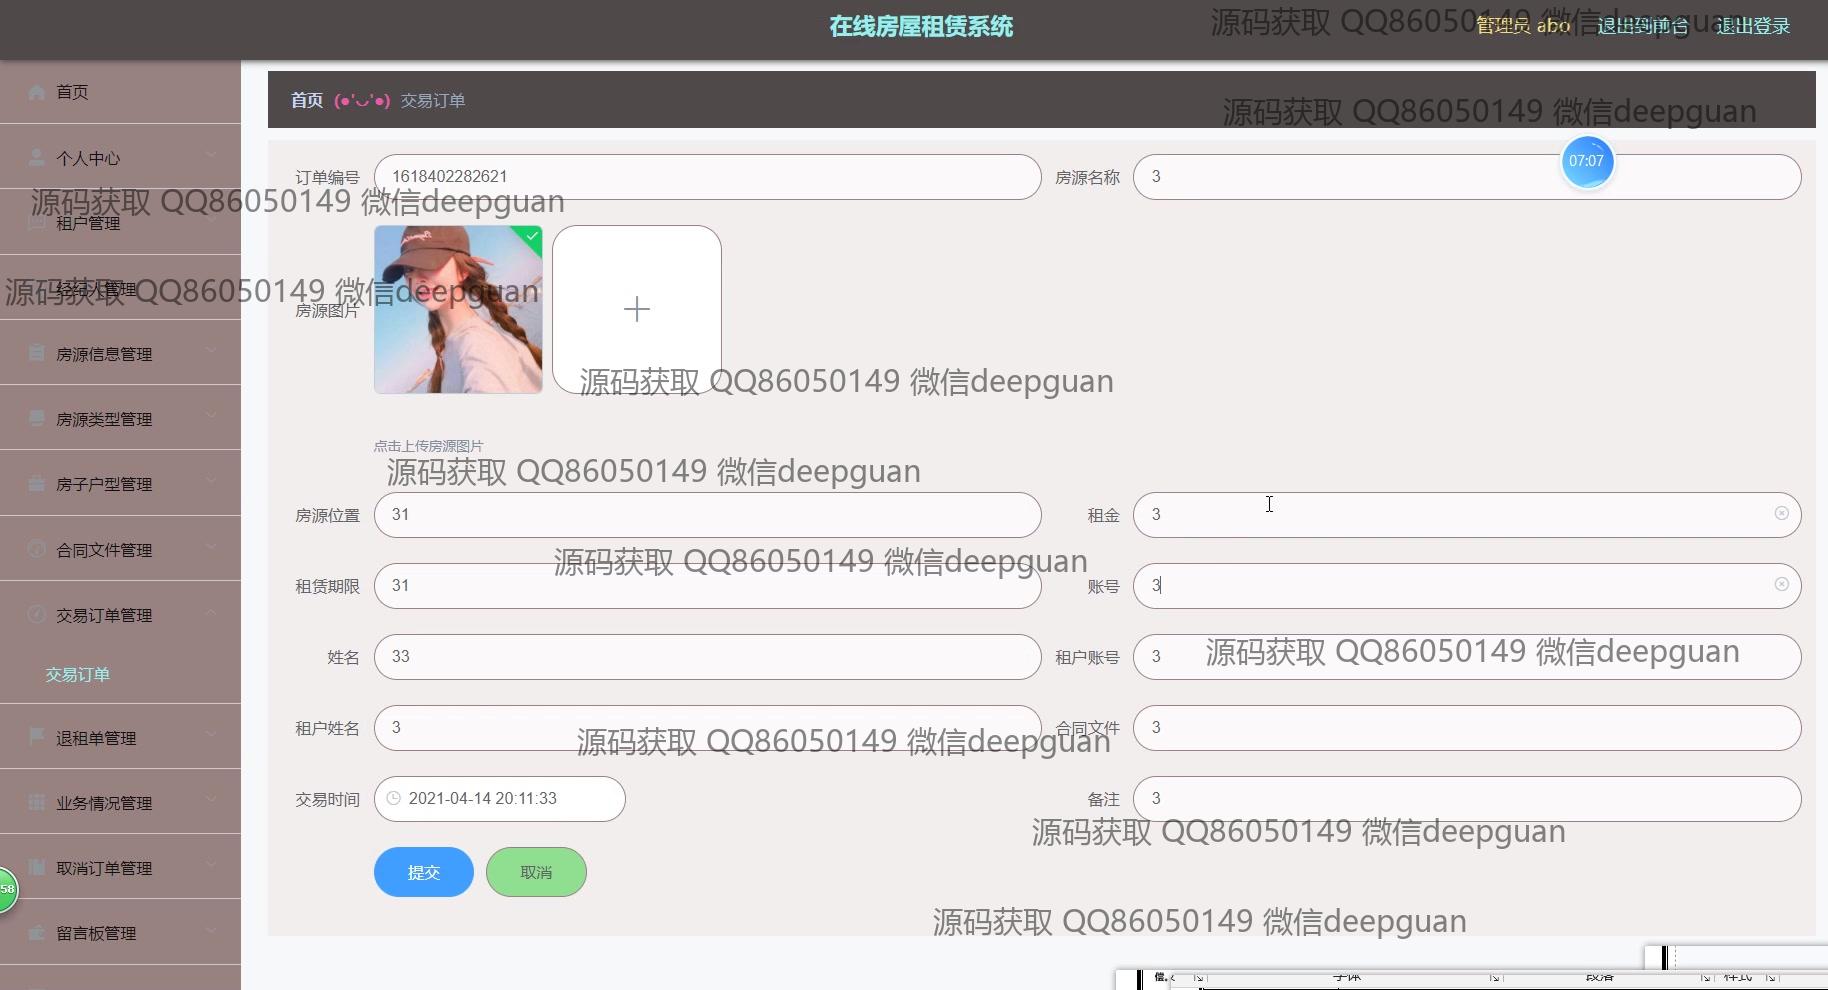 在线房屋租赁系统
管理员 abo 退出到前台 退出登录
源码获取 QQ86050149 微信deepguan
首页
个人中心
租户管理
经纪人管理
房源信息管理
房源类型管理
房子户型管理
合同文件管理
交易订单管理
交易订单
退租单管理
业务情况管理
取消订单管理
留言板管理
58
首页 (●'◡'●) 交易订单
源码获取 QQ86050149 微信deepguan
07:07
订单编号 1618402282621 房源名称 3
源码获取 QQ86050149 微信deepguan
源码获取 QQ86050149 微信deepguan
房源图片
源码获取 QQ86050149 微信deepguan
点击上传房源图片
源码获取 QQ86050149 微信deepguan
房源位置 31 租金 3
源码获取 QQ86050149 微信deepguan
租赁期限 31 账号 3
姓名 33 租户账号 3
源码获取 QQ86050149 微信deepguan
租户姓名 3 合同文件 3
源码获取 QQ86050149 微信deepguan
交易时间 2021-04-14 20:11:33 备注 3
源码获取 QQ86050149 微信deepguan
提交 取消
源码获取 QQ86050149 微信deepguan
字体 段落 样式